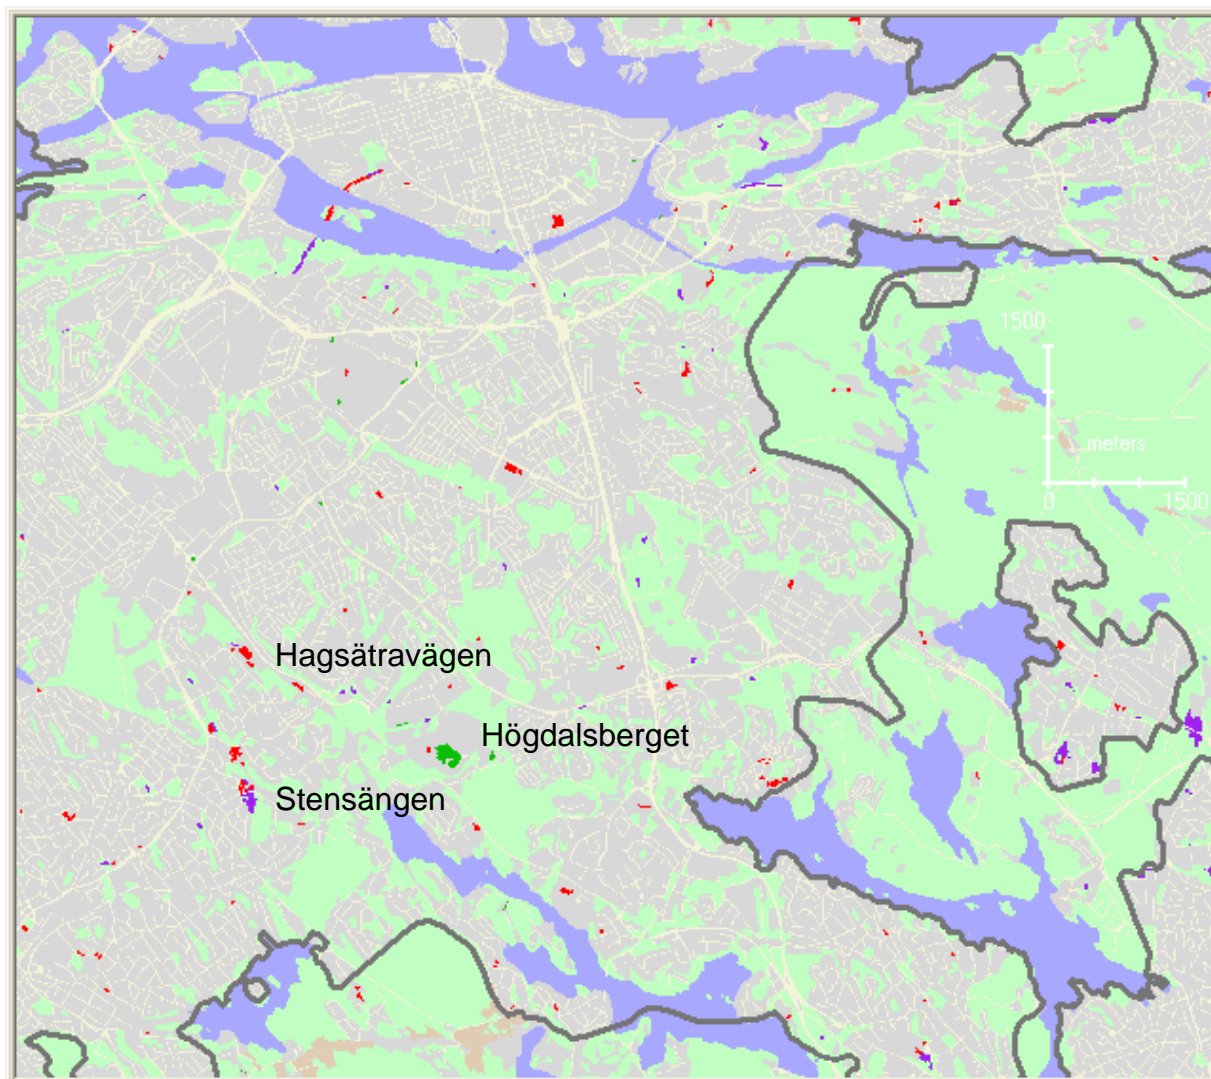 1500
meters
0
1500
Hagsätravägen
Högdalsberget
Stensängen